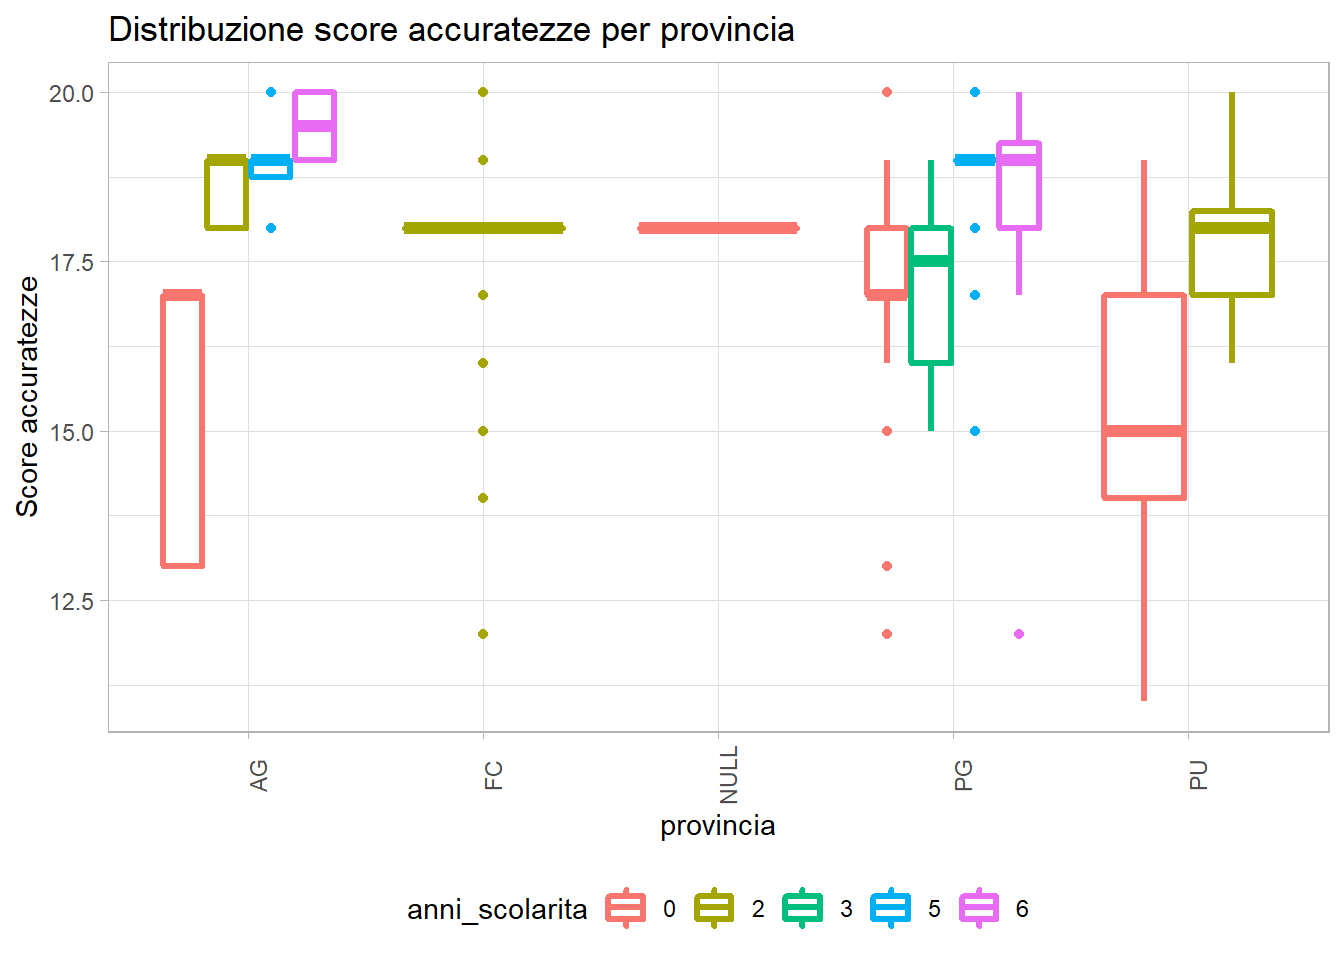 Distribuzione score accuratezze per provincia
20.0
17.5
15.0
12.5
Score accuratezze
AG
FC
NULL
PG
PU
provincia
anni_scolarita 0 2 3 5 6